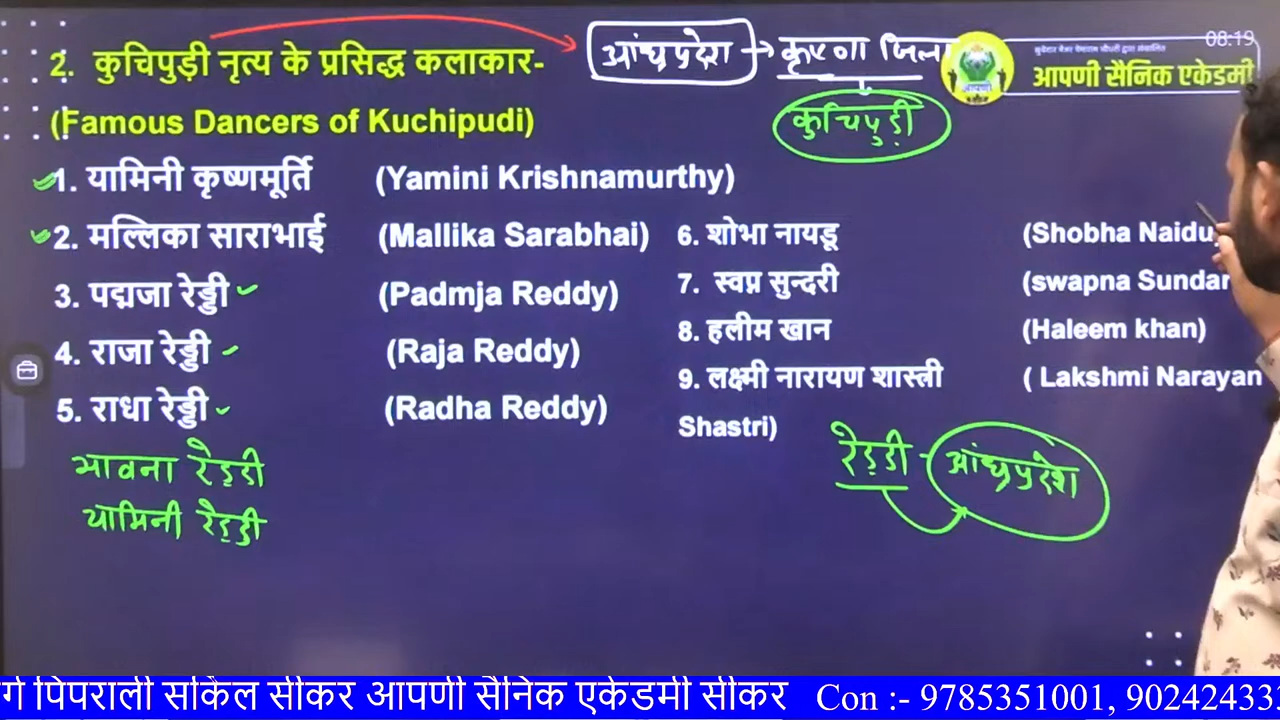 2. कुचिपुड़ी नृत्य के प्रसिद्ध कलाकार-
आंध्रप्रदेश → कृष्णा जिला
08:19
आपणी सैनिक एकेडमी
(Famous Dancers of Kuchipudi)
कुचिपुड़ी
1. यामिनी कृष्णमूर्ति (Yamini Krishnamurthy)
2. मल्लिका साराभाई (Mallika Sarabhai)
3. पद्मजा रेड्डी (Padmja Reddy)
4. राजा रेड्डी (Raja Reddy)
5. राधा रेड्डी (Radha Reddy)
भावना रेड्डी
यामिनी रेड्डी
6. शोभा नायडू (Shobha Naidu
7. स्वप्न सुन्दरी (swapna Sundar
8. हलीम खान (Haleem khan)
9. लक्ष्मी नारायण शास्त्री ( Lakshmi Narayan
Shastri)
रेड्डी - आंध्रप्रदेश
र्ग पिपराली सर्किल सीकर आपणी सैनिक एकेडमी सीकर Con :- 9785351001, 90242433